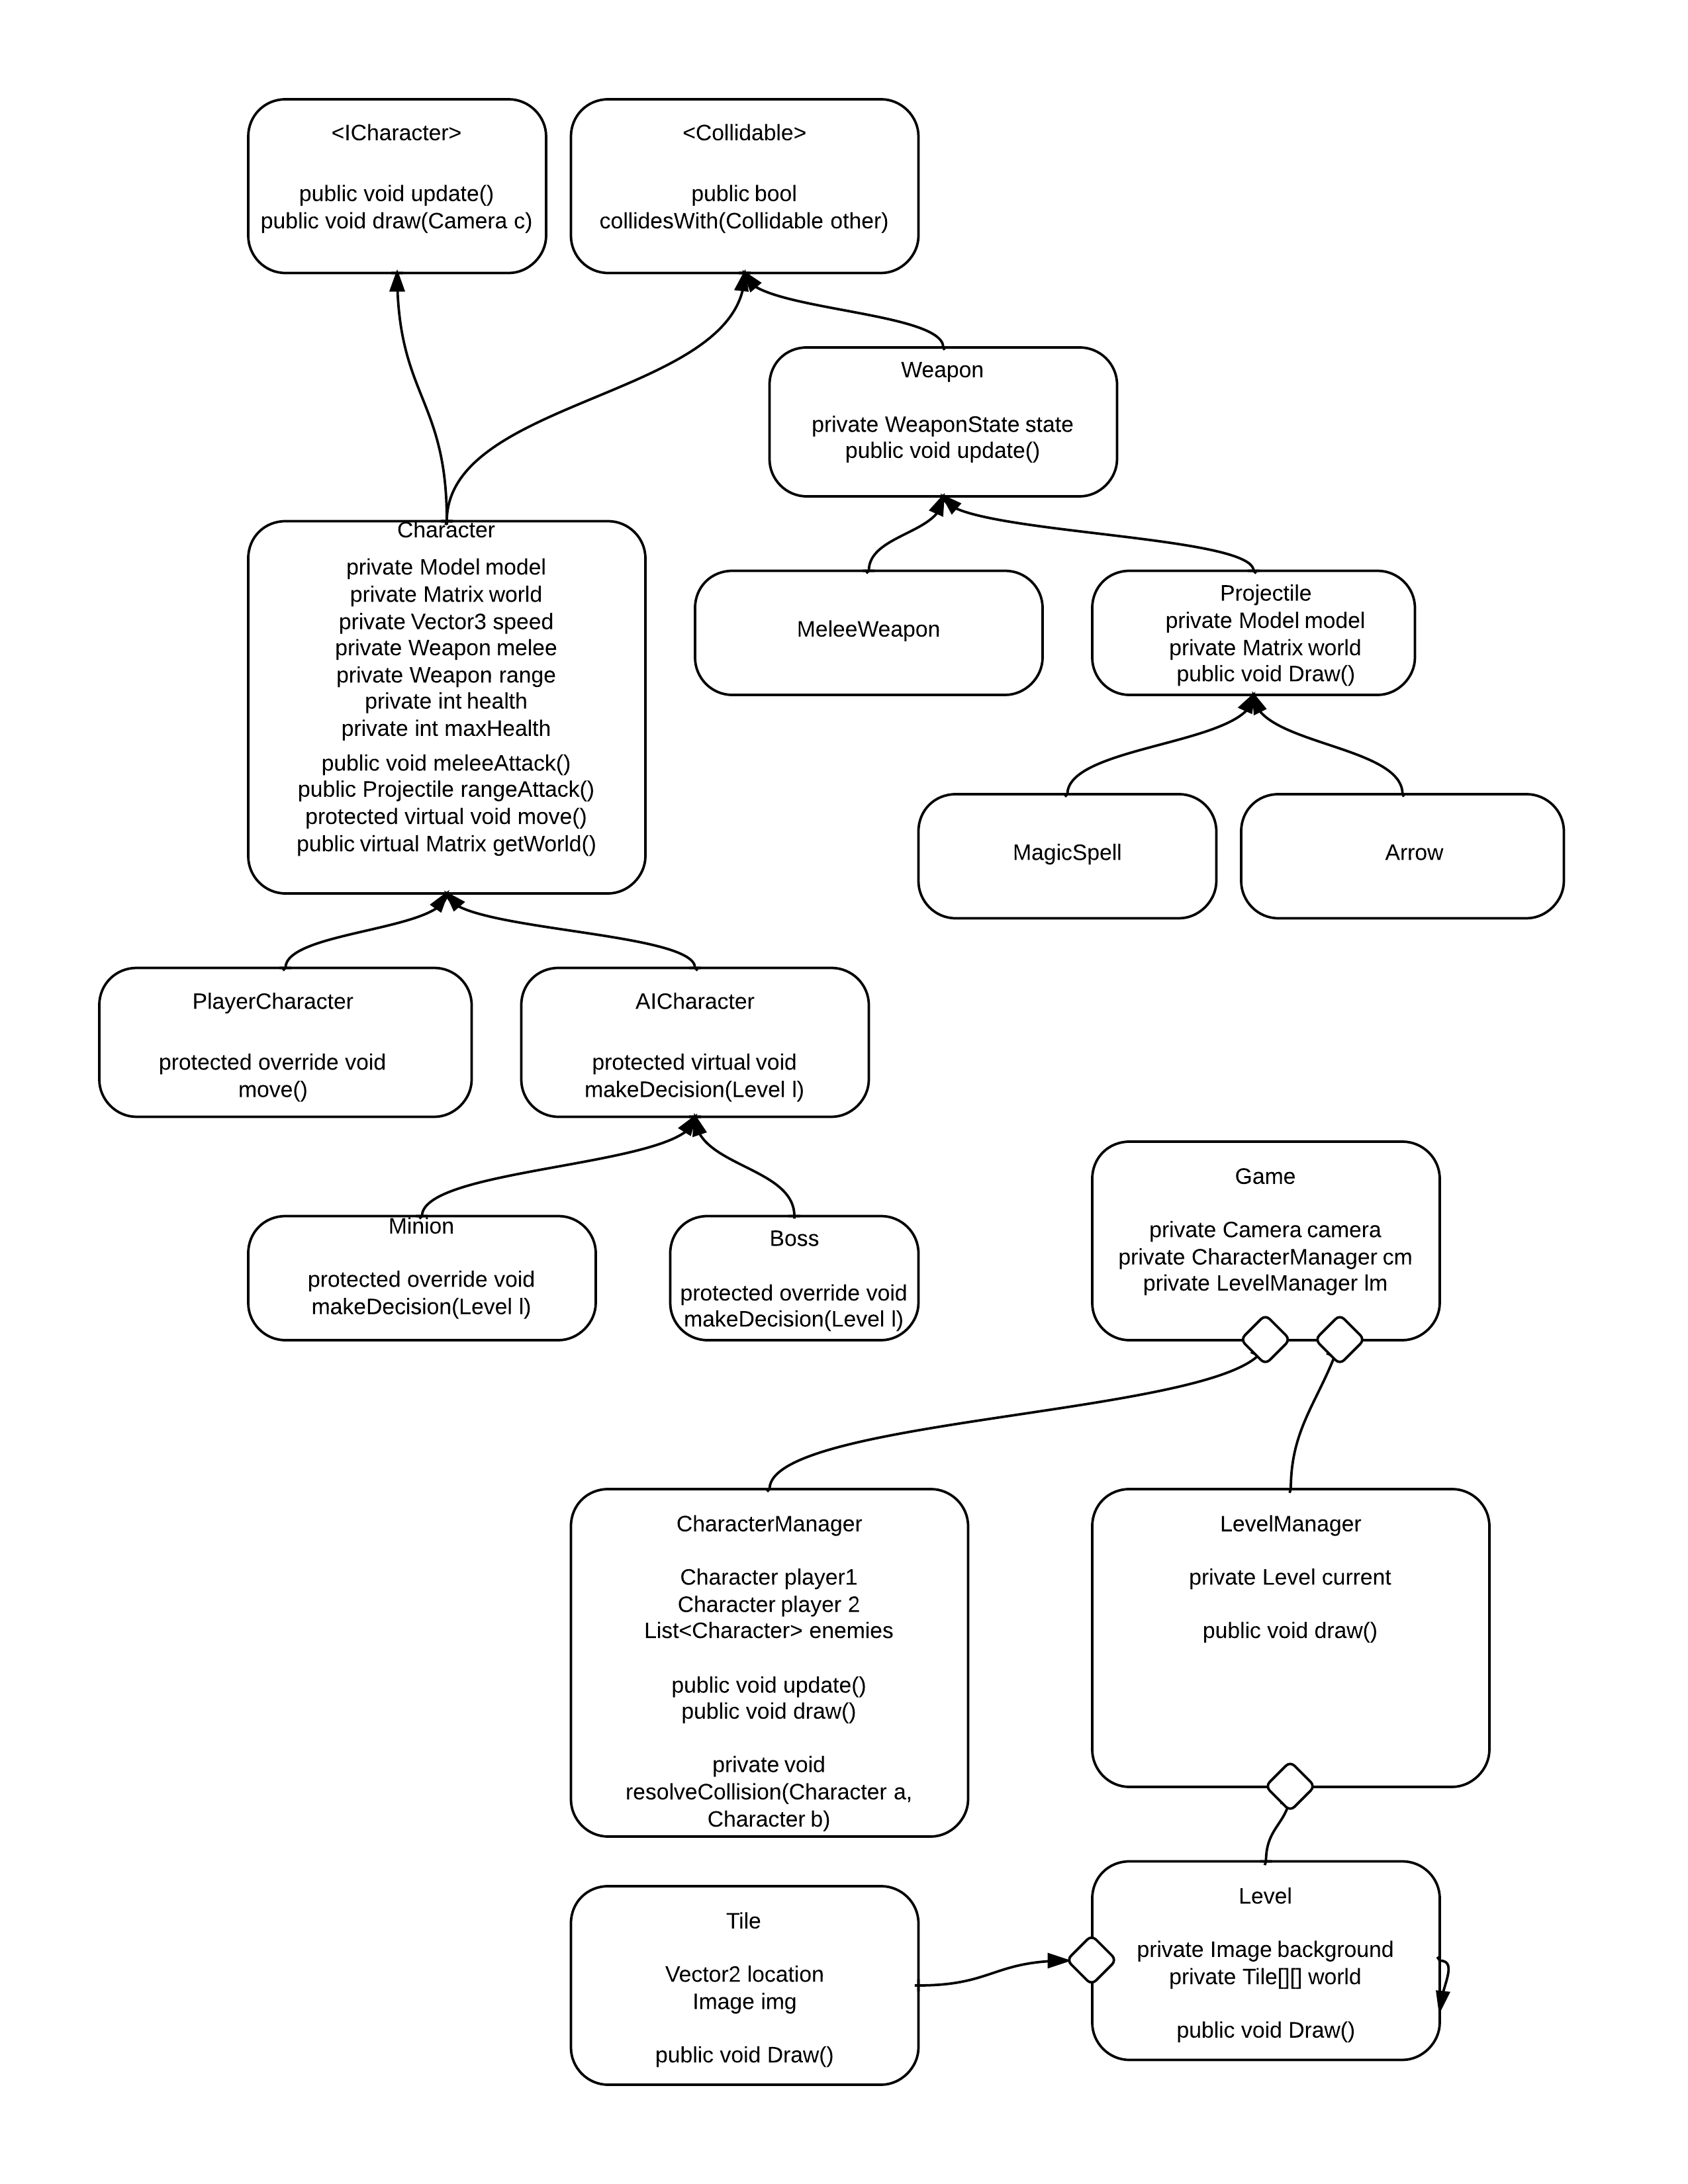 <ICharacter>
public void update()
public void draw(Camera c)
<Collidable>
public bool
collidesWith(Collidable other)
Weapon
private WeaponState state
public void update()
Character
private Model model
private Matrix world
private Vector3 speed
private Weapon melee
private Weapon range
private int health
private int maxHealth
public void meleeAttack()
public Projectile rangeAttack()
protected virtual void move()
public virtual Matrix getWorld()
MeleeWeapon
Projectile
private Model model
private Matrix world
public void Draw()
MagicSpell
Arrow
PlayerCharacter
protected override void
move()
AICharacter
protected virtual void
makeDecision(Level l)
Minion
protected override void
makeDecision(Level l)
Boss
protected override void
makeDecision(Level l)
Game
private Camera camera
private CharacterManager cm
private LevelManager lm
CharacterManager
Character player1
Character player 2
List<Character> enemies
public void update()
public void draw()
private void
resolveCollision(Character a,
Character b)
LevelManager
private Level current
public void draw()
Tile
Vector2 location
Image img
public void Draw()
Level
private Image background
private Tile[][] world
public void Draw()